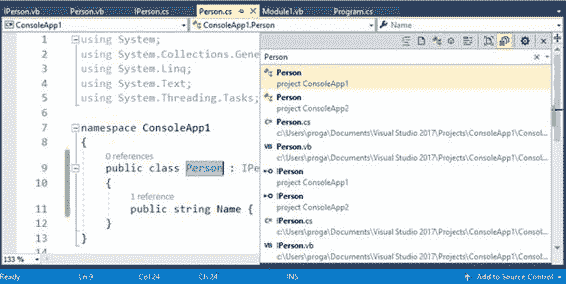 IPerson.vb Person.vb IPerson.cs Person.cs Module1.vb Program.cs
ConsoleApp1 ConsoleApp1.Person Name
1 using System;
2 using System.Collections.Gene
3 using System.Linq;
4 using System.Text;
5 using System.Threading.Tasks;
6
7 namespace ConsoleApp1
8 {
0 references
9 public class Person : IPe
10 {
1 reference
11 public string Name {
12 }
13 }
Person
Person
project ConsoleApp1
Person
project ConsoleApp2
C# Person.cs
c:\Users\proga\Documents\Visual Studio 2017\Projects\ConsoleApp1\Consol...
VB Person.vb
c:\Users\proga\Documents\Visual Studio 2017\Projects\ConsoleApp1\Consol...
IPerson
project ConsoleApp1
IPerson
project ConsoleApp2
C# IPerson.cs
c:\Users\proga\Documents\Visual Studio 2017\Projects\ConsoleApp1\Consol...
VB IPerson.vb
c:\Users\proga\Documents\Visual Studio 2017\Projects\ConsoleApp1\Consol...
133 %
Ready Ln 9 Col 24 Ch 24 INS Add to Source Control